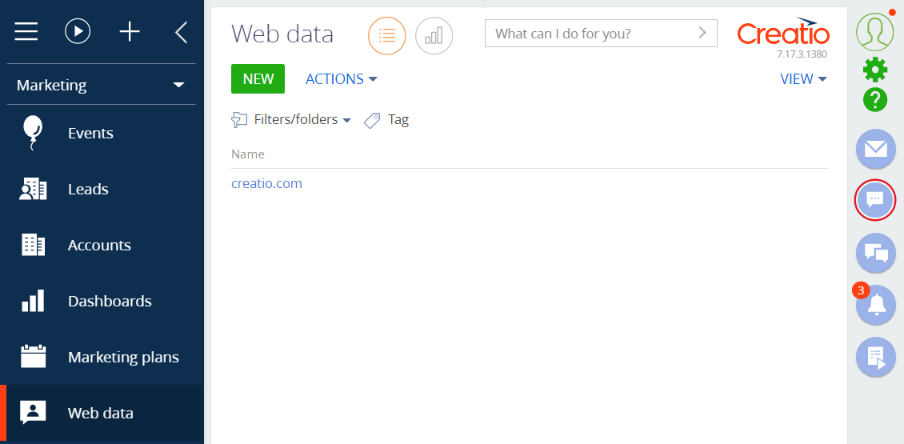 Web data
What can I do for you?
Creatio
7.17.3.1380
NEW
ACTIONS
VIEW
Marketing
Filters/folders
Tag
Name
creatio.com
Events
Leads
Accounts
Dashboards
Marketing plans
Web data
?
3